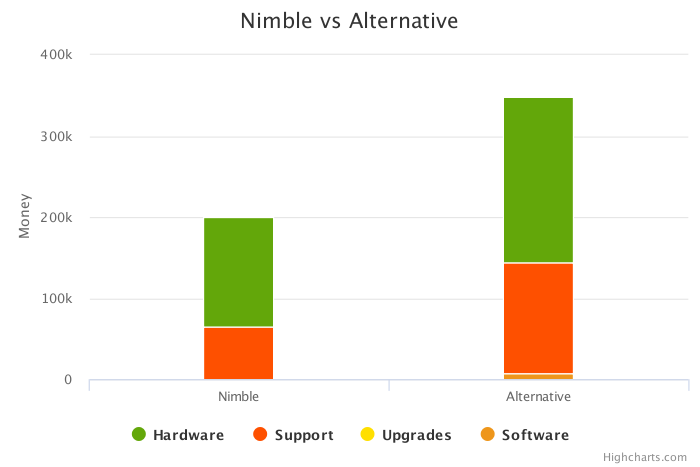 Nimble vs Alternative
400k
300k
200k
100k
0
Money
Nimble
Alternative
Hardware
Support
Upgrades
Software
Highcharts.com